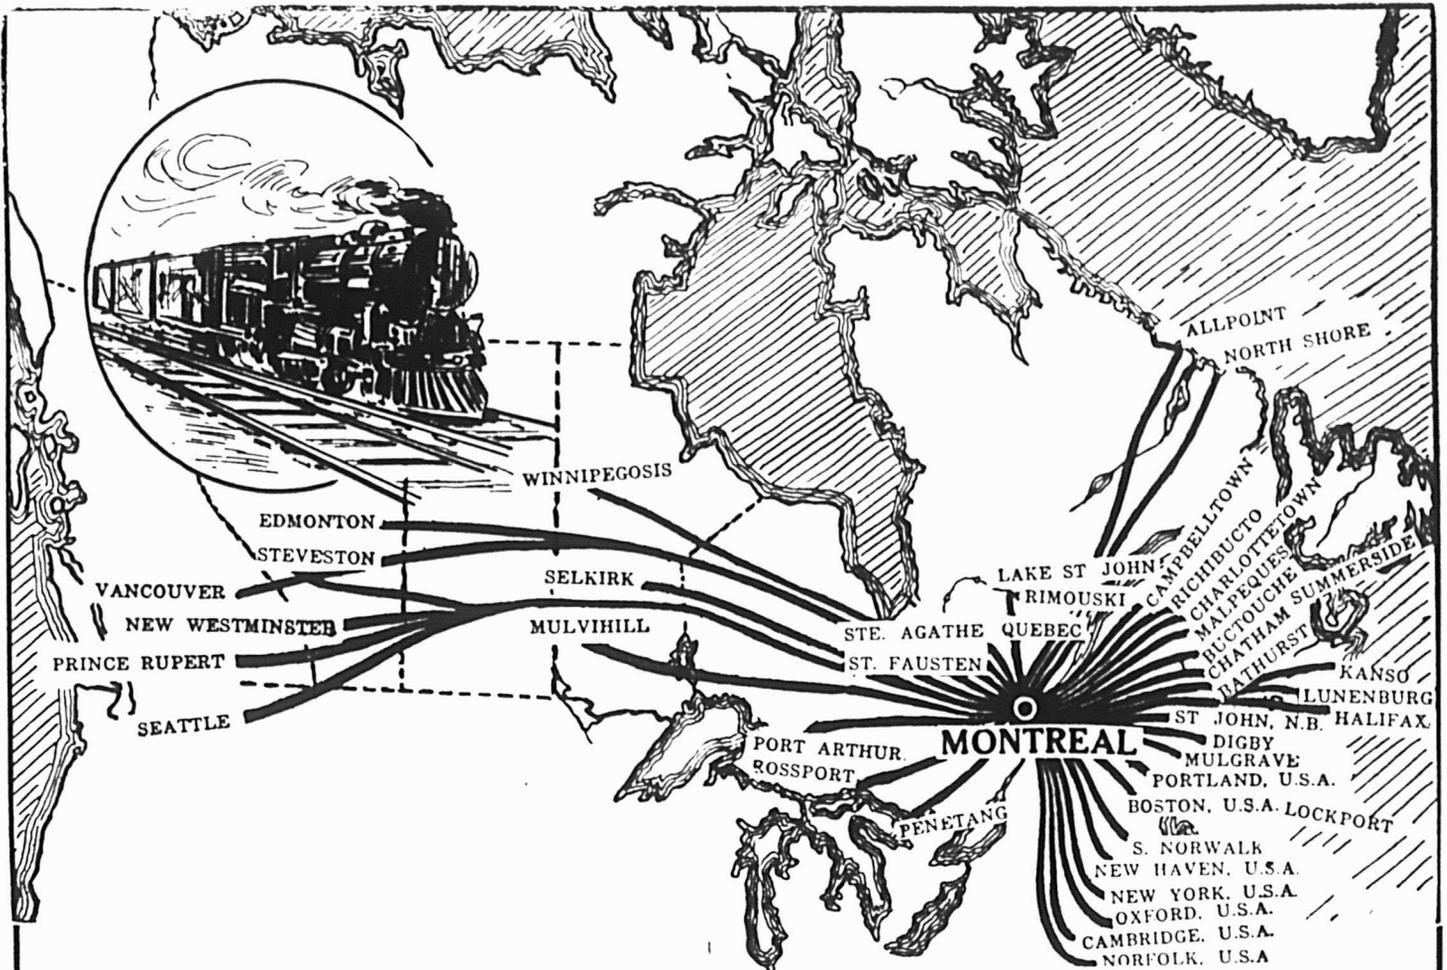 ALLPOINT
NORTH SHORE
WINNIPEGOSIS
EDMONTON
STEVESTON
VANCOUVER
SELKIRK
NEW WESTMINSTER
MULVIHILL
PRINCE RUPERT
SEATTLE
LAKE ST JOHN
RIMOUSKI
STE. AGATHE
QUEBEC
ST. FAUSTEN
CAMPBELLTOWN
RICHIBUCTO
CHARLOTTETOWN
MALPEQUES
BUCTOUCHE
CHATHAM SUMMERSIDE
BATHURST
KANSO
LUNENBURG
HALIFAX
ST JOHN, N.B.
MONTREAL
DIGBY
MULGRAVE
PORT ARTHUR
ROSSPORT
PORTLAND, U.S.A.
BOSTON, U.S.A.
LOCKPORT
PENETANG
S. NORWALK
NEW HAVEN, U.S.A.
NEW YORK, U.S.A.
OXFORD, U.S.A.
CAMBRIDGE, U.S.A.
NORFOLK, U.S.A